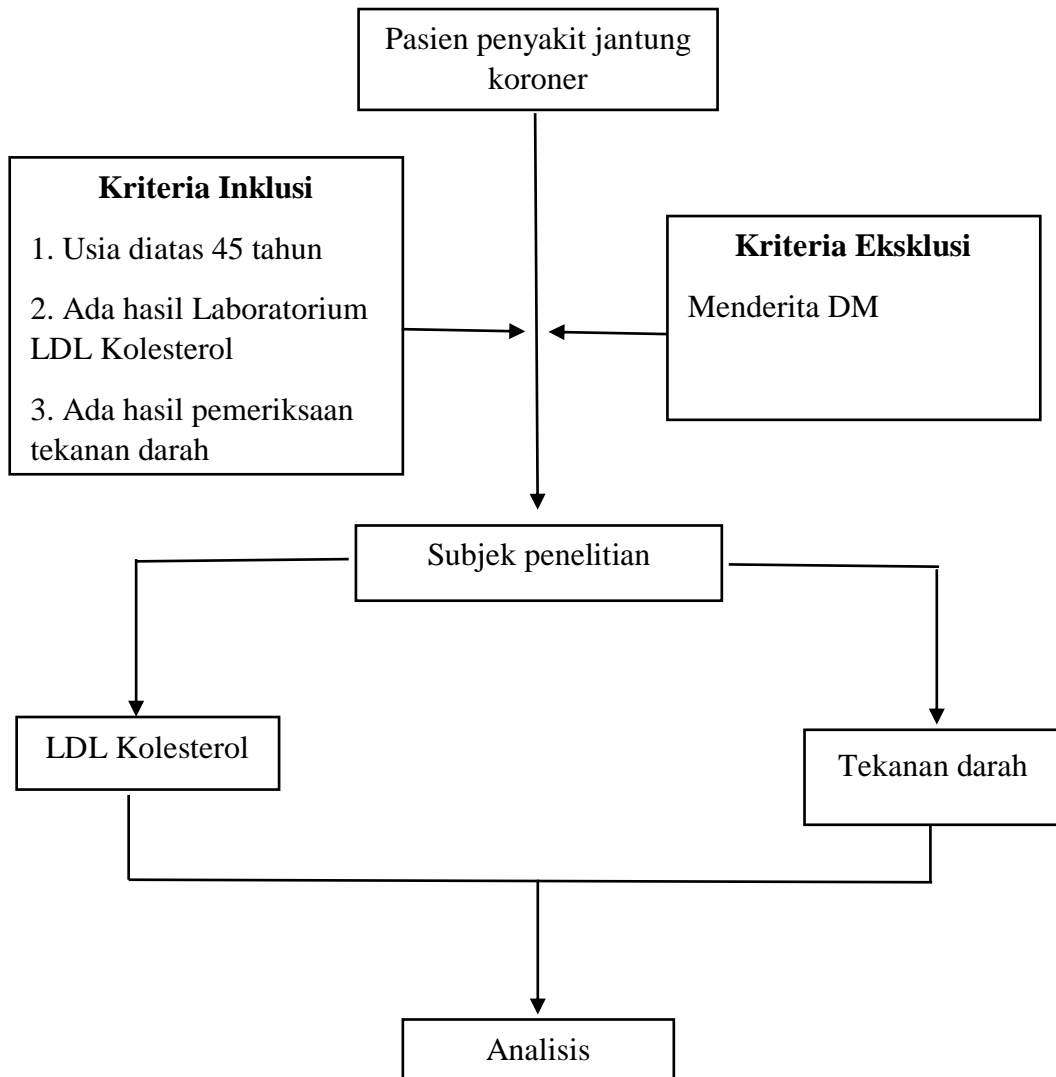 Pasien penyakit jantung
koroner
Kriteria Inklusi
1. Usia diatas 45 tahun
2. Ada hasil Laboratorium
LDL Kolesterol
3. Ada hasil pemeriksaan
tekanan darah
Kriteria Eksklusi
Menderita DM
Subjek penelitian
LDL Kolesterol
Tekanan darah
Analisis